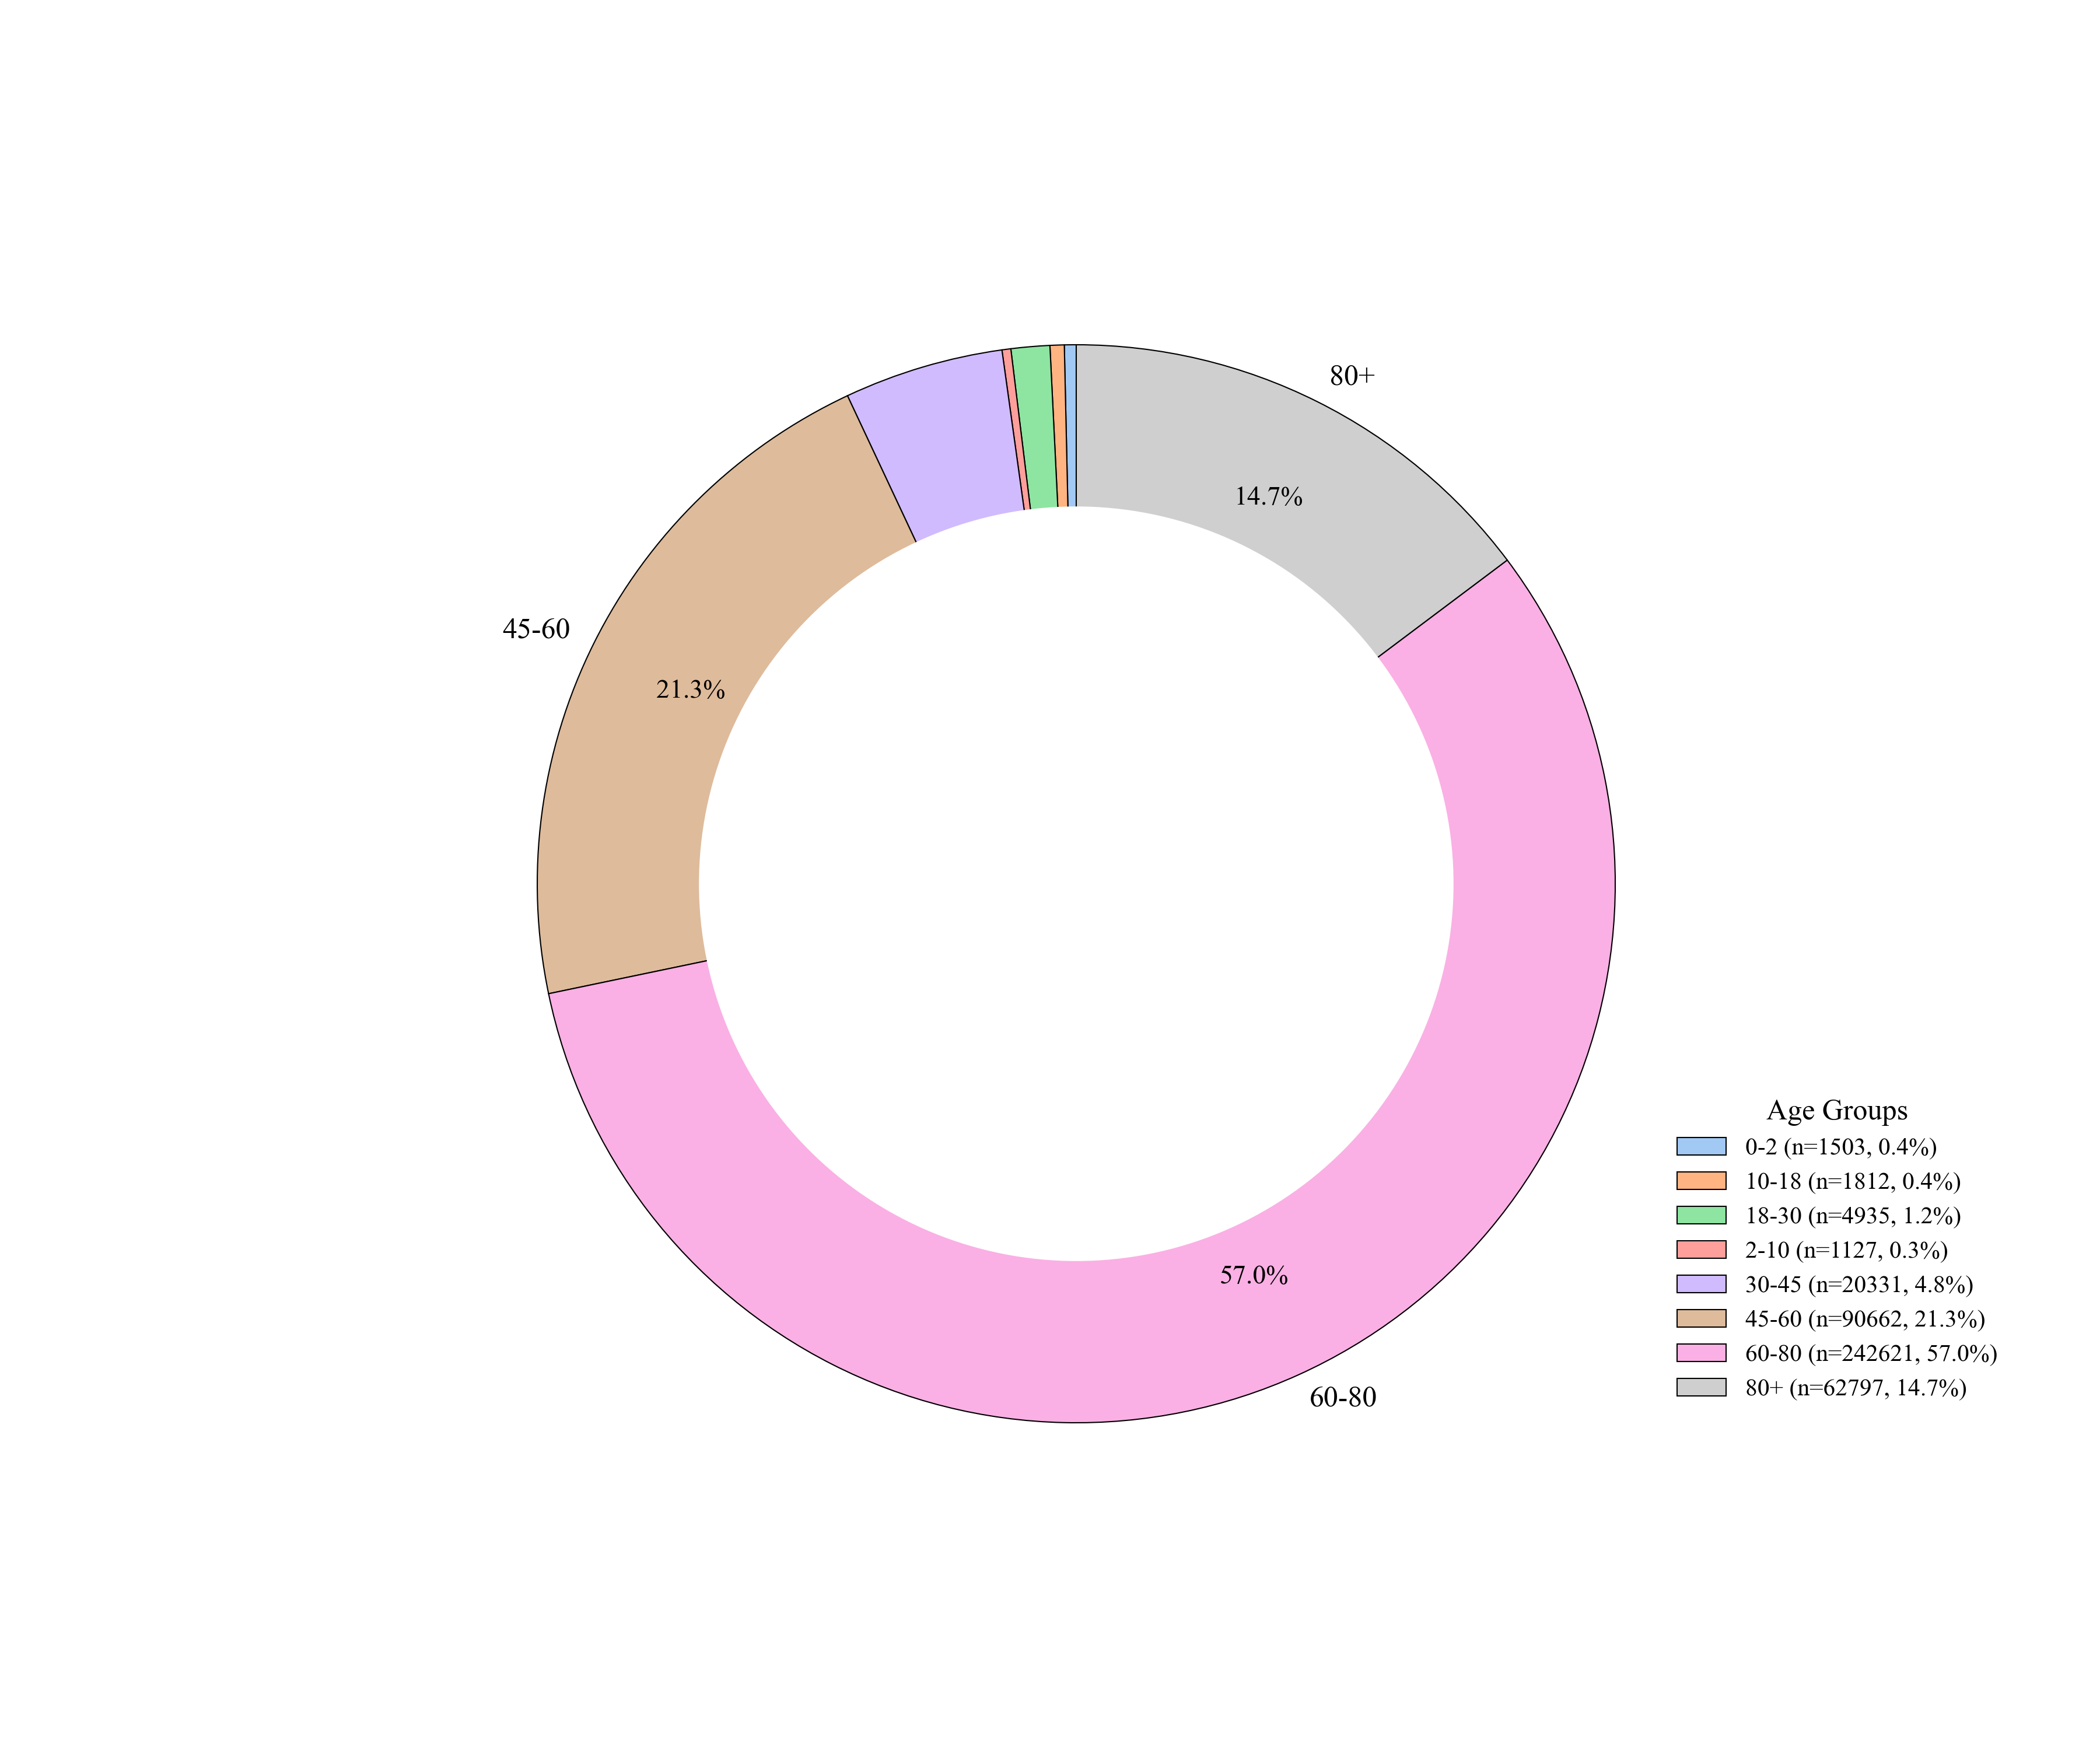 80+
14.7%
45-60
21.3%
57.0%
60-80
Age Groups
0-2 (n=1503, 0.4%)
10-18 (n=1812, 0.4%)
18-30 (n=4935, 1.2%)
2-10 (n=1127, 0.3%)
30-45 (n=20331, 4.8%)
45-60 (n=90662, 21.3%)
60-80 (n=242621, 57.0%)
80+ (n=62797, 14.7%)